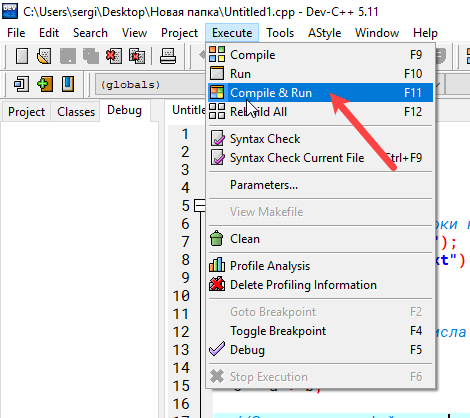 C:\Users\sergi\Desktop\Новая папка\Untitled1.cpp - Dev-C++ 5.11
File Edit Search View Project Execute Tools AStyle Window Help
(globals)
Project Classes Debug
Compile F9
Run F10
Compile & Run F11
Rebuild All F12
Syntax Check
Syntax Check Current File Ctrl+F9
Parameters...
View Makefile
Clean
Profile Analysis
Delete Profiling Information
Goto Breakpoint F2
Toggle Breakpoint F4
Debug F5
Stop Execution F6
1
2
3
4
5
6
7 ");
8 xt")
9
10
11
12
13
14
15
16
17